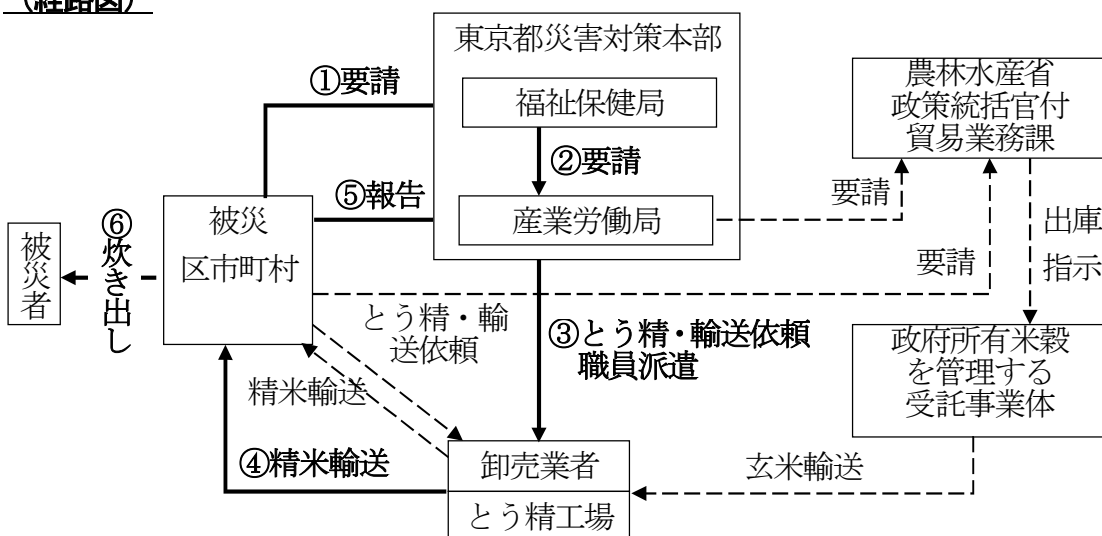 （経路図）
東京都災害対策本部
福祉保健局
①要請
②要請
⑤報告
産業労働局
農林水産省
政策統括官付
貿易業務課
要請
出庫
指示
要請
被災
区市町村
被災者
⑥炊き出し
とう精・輸
送依頼
③とう精・輸送依頼
職員派遣
精米輸送
④精米輸送
政府所有米穀
を管理する
受託事業体
卸売業者
とう精工場
玄米輸送